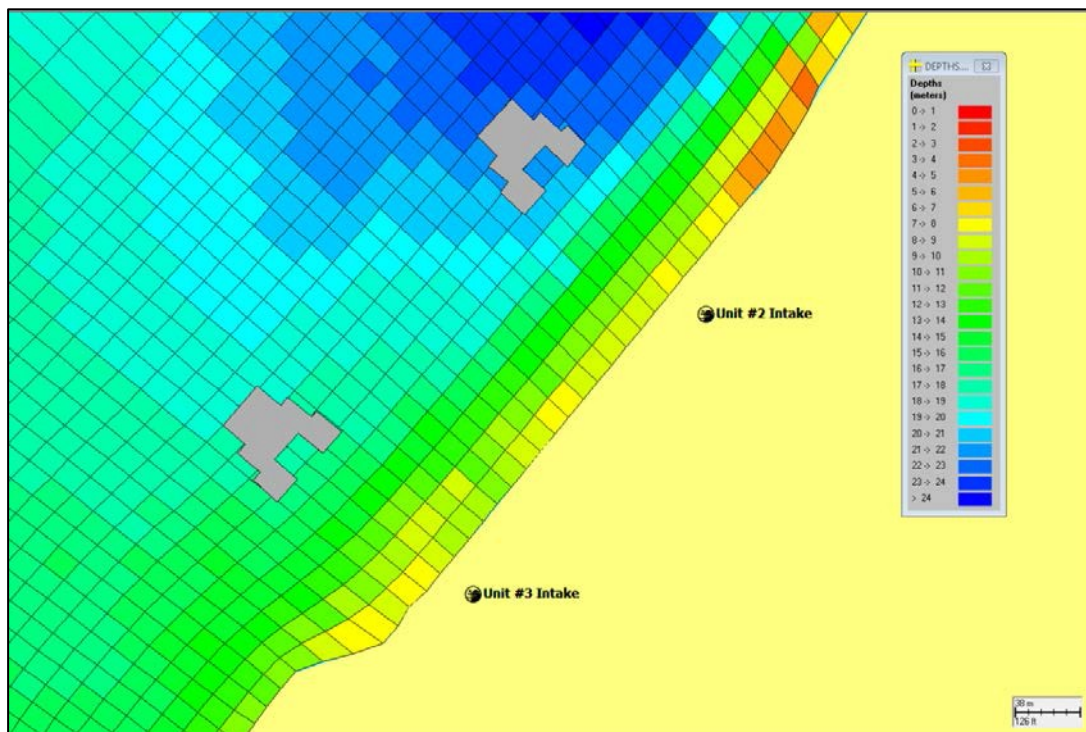 DEPTHS....
Depths
(meters)
0 -> 1
1 -> 2
2 -> 3
3 -> 4
4 -> 5
5 -> 6
6 -> 7
7 -> 8
8 -> 9
9 -> 10
10 -> 11
11 -> 12
12 -> 13
13 -> 14
14 -> 15
15 -> 16
16 -> 17
17 -> 18
18 -> 19
19 -> 20
20 -> 21
21 -> 22
22 -> 23
23 -> 24
> 24
Unit #2 Intake
Unit #3 Intake
38 m
126 ft